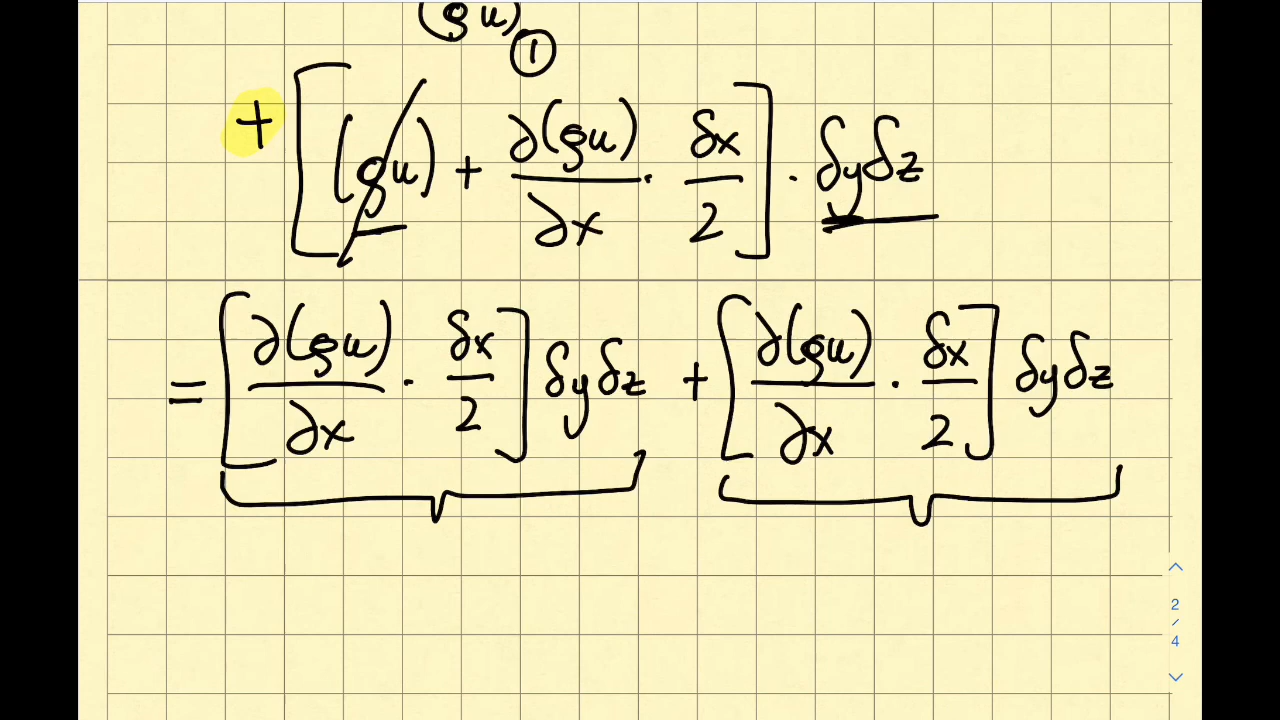 (ρu)①
+ [(ρu) + ∂(ρu)/∂x · δx/2] · δyδz
= [∂(ρu)/∂x · δx/2] δyδz + [∂(ρu)/∂x · δx/2] δyδz
2
/
4